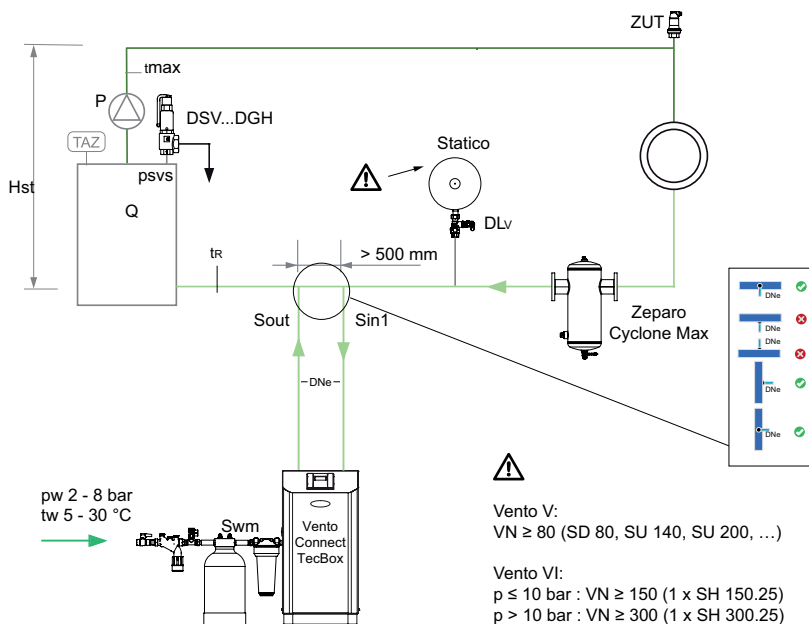 ZUT
tmax
P
DSV...DGH
TAZ
Statico
psvs
Hst
Q
DLv
tR
> 500 mm
Zeparo
Cyclone Max
Sout
Sin1
DNe
DNe
DNe
DNe
DNe
DNe
pw 2 - 8 bar
tw 5 - 30 °C
Swm
Vento
Connect
TecBox
Vento V:
VN ≥ 80 (SD 80, SU 140, SU 200, …)
Vento VI:
p ≤ 10 bar : VN ≥ 150 (1 x SH 150.25)
p > 10 bar : VN ≥ 300 (1 x SH 300.25)